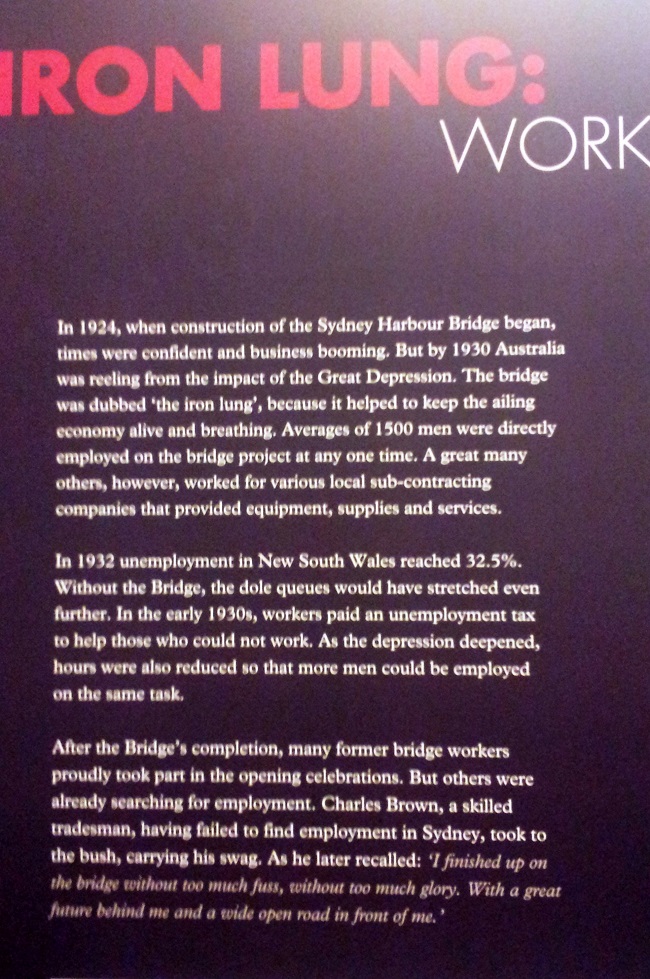 IRON LUNG:
WORK
In 1924, when construction of the Sydney Harbour Bridge began,
times were confident and business booming. But by 1930 Australia
was reeling from the impact of the Great Depression. The bridge
was dubbed ‘the iron lung’, because it helped to keep the ailing
economy alive and breathing. Averages of 1500 men were directly
employed on the bridge project at any one time. A great many
others, however, worked for various local sub-contracting
companies that provided equipment, supplies and services.
In 1932 unemployment in New South Wales reached 32.5%.
Without the Bridge, the dole queues would have stretched even
further. In the early 1930s, workers paid an unemployment tax
to help those who could not work. As the depression deepened,
hours were also reduced so that more men could be employed
on the same task.
After the Bridge’s completion, many former bridge workers
proudly took part in the opening celebrations. But others were
already searching for employment. Charles Brown, a skilled
tradesman, having failed to find employment in Sydney, took to
the bush, carrying his swag. As he later recalled: ‘I finished up on
the bridge without too much fuss, without too much glory. With a great
future behind me and a wide open road in front of me.’